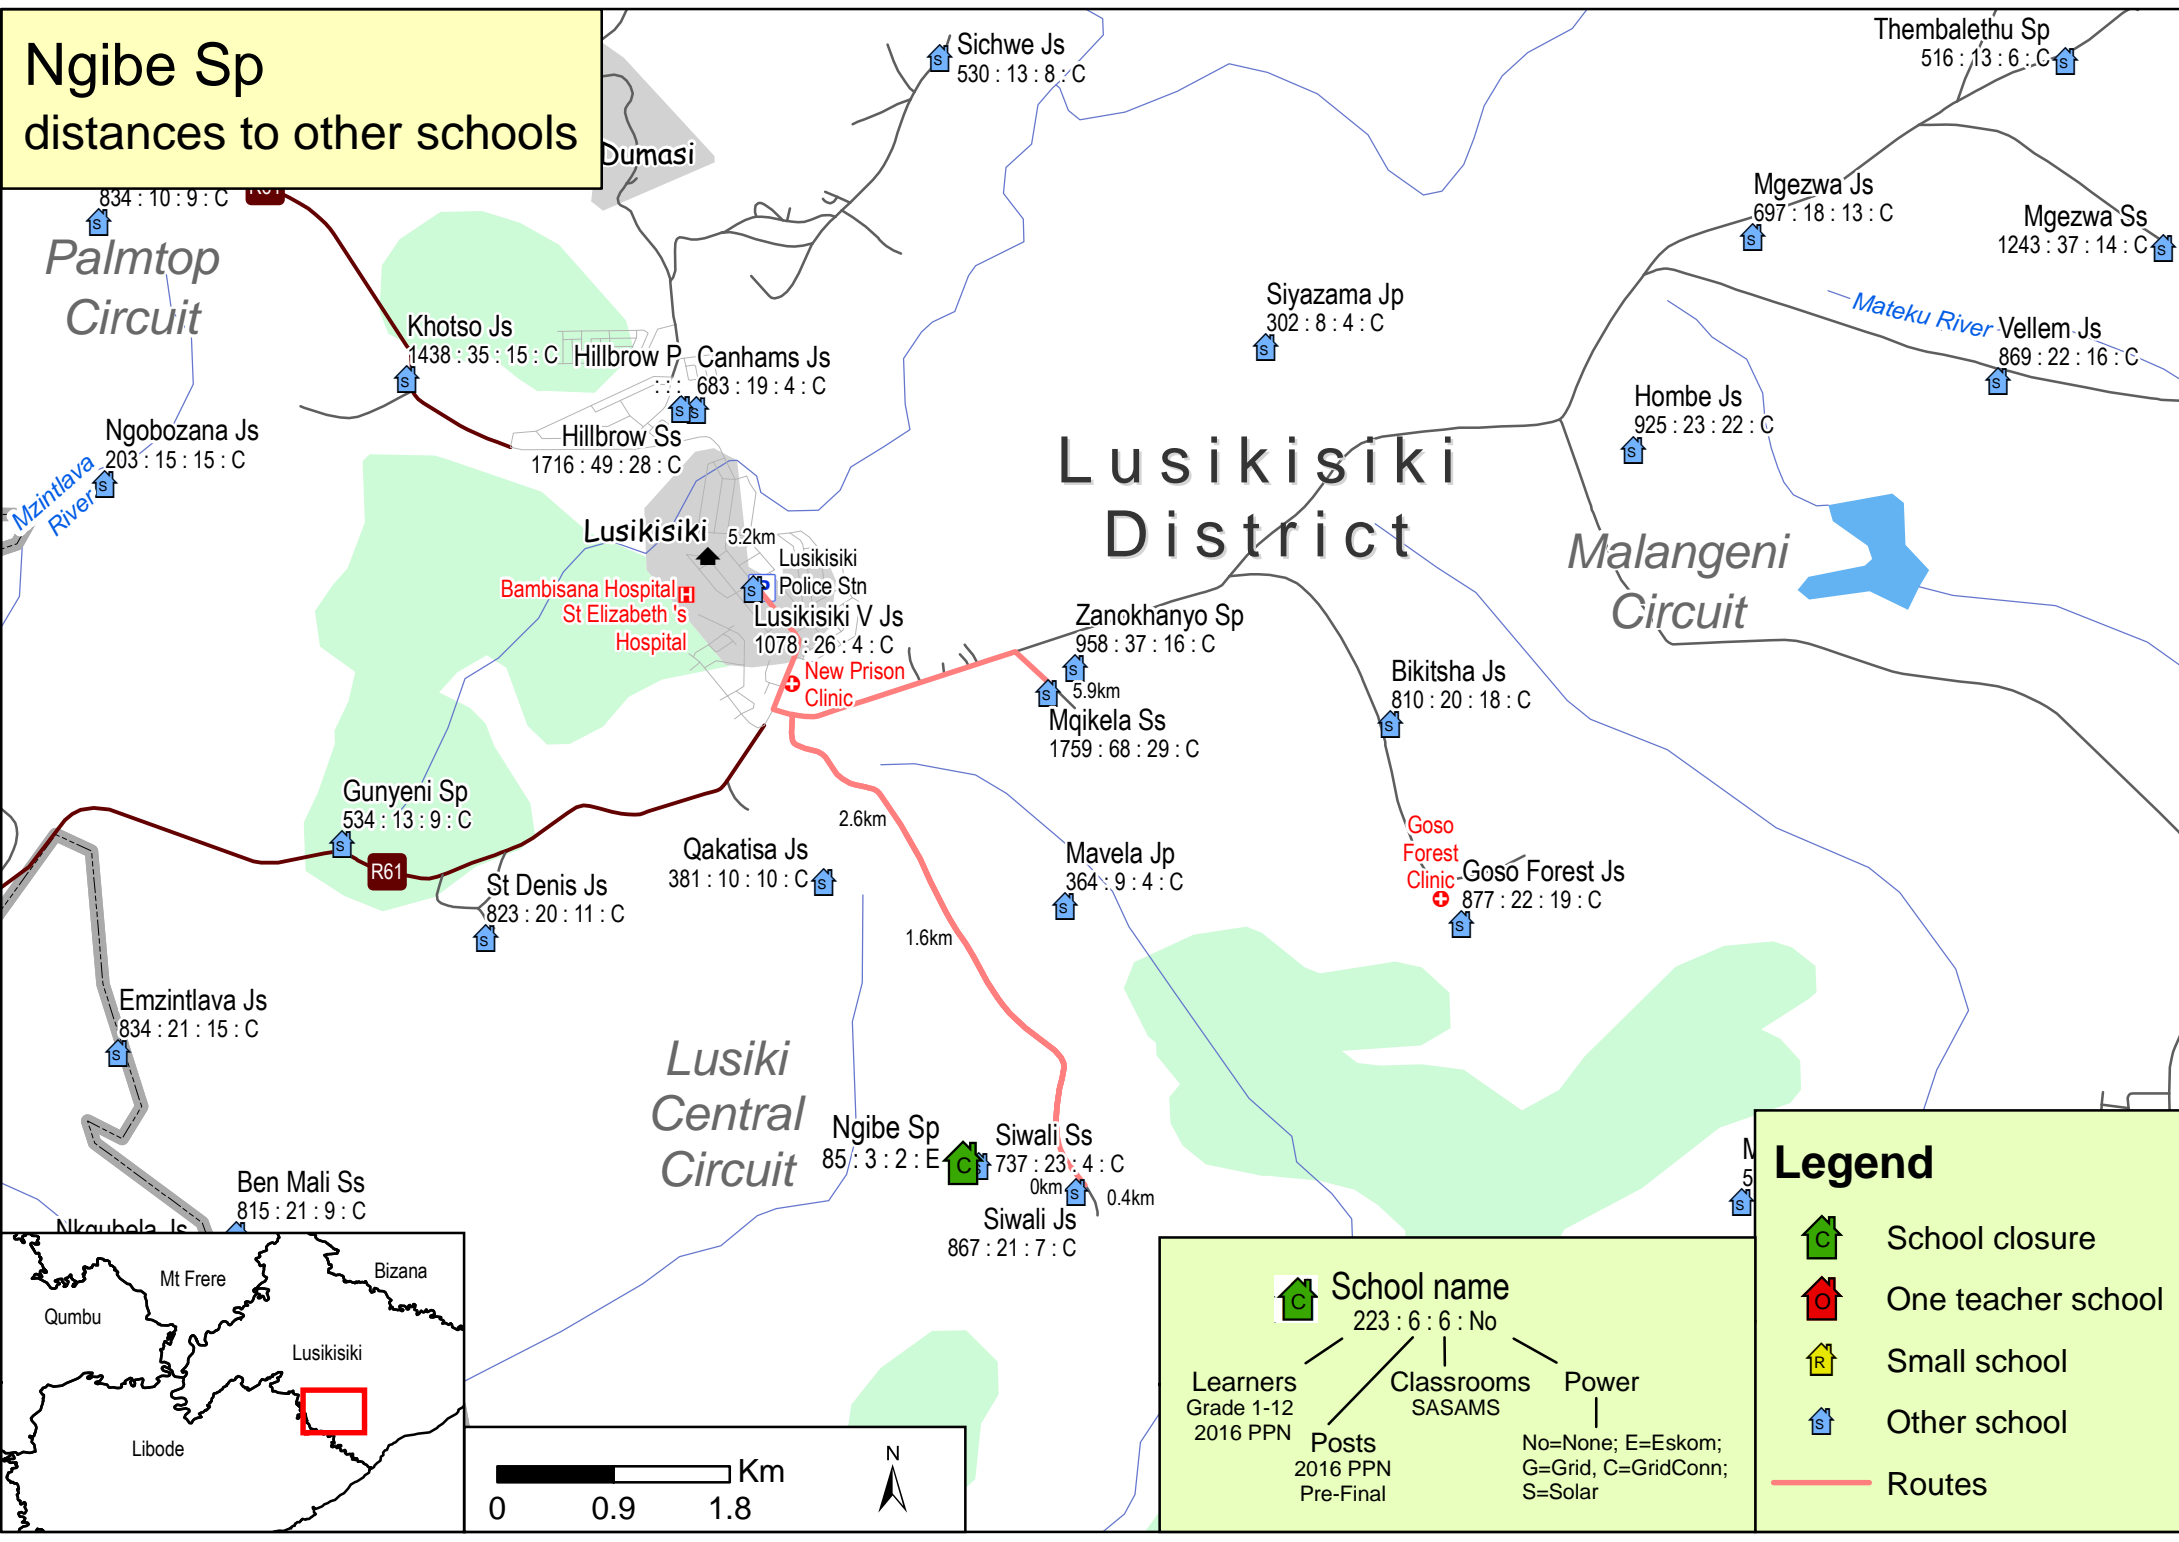 Ngibe Sp
distances to other schools
Sichwe Js
530 : 13 : 8 : C
Thembalethu Sp
516 : 13 : 6 : C
Dumasi
834 : 10 : 9 : C
Palmtop
Circuit
Mgezwa Js
697 : 18 : 13 : C
Mgezwa Ss
1243 : 37 : 14 : C
Siyazama Jp
302 : 8 : 4 : C
Mateku River
Vellem Js
869 : 22 : 16 : C
Khotso Js
1438 : 35 : 15 : C
Hillbrow P
: : :
Canhams Js
683 : 19 : 4 : C
Hombe Js
925 : 23 : 22 : C
Ngobozana Js
203 : 15 : 15 : C
Hillbrow Ss
1716 : 49 : 28 : C
Mzintlava
River
Lusikisiki
District
Lusikisiki
5.2km
Lusikisiki
Police Stn
Malangeni
Circuit
Bambisana Hospital
H
St Elizabeth 's
Hospital
Lusikisiki V Js
1078 : 26 : 4 : C
Zanokhanyo Sp
958 : 37 : 16 : C
New Prison
Clinic
5.9km
Mqikela Ss
1759 : 68 : 29 : C
Bikitsha Js
810 : 20 : 18 : C
Gunyeni Sp
534 : 13 : 9 : C
R61
2.6km
Qakatisa Js
381 : 10 : 10 : C
Mavela Jp
364 : 9 : 4 : C
Goso
Forest
Clinic
Goso Forest Js
877 : 22 : 19 : C
St Denis Js
823 : 20 : 11 : C
1.6km
Emzintlava Js
834 : 21 : 15 : C
Lusiki
Central
Circuit
Ngibe Sp
85 : 3 : 2 : E
C
Siwali Ss
737 : 23 : 4 : C
0km
0.4km
Siwali Js
867 : 21 : 7 : C
Ben Mali Ss
815 : 21 : 9 : C
Nkqubela Js
Mt Frere
Bizana
Qumbu
Lusikisiki
Libode
Km
0 0.9 1.8
N
C
School name
223 : 6 : 6 : No
Learners
Grade 1-12
2016 PPN
Posts
2016 PPN
Pre-Final
Classrooms
SASAMS
Power
No=None; E=Eskom;
G=Grid, C=GridConn;
S=Solar
Legend
C School closure
O One teacher school
R Small school
S Other school
Routes